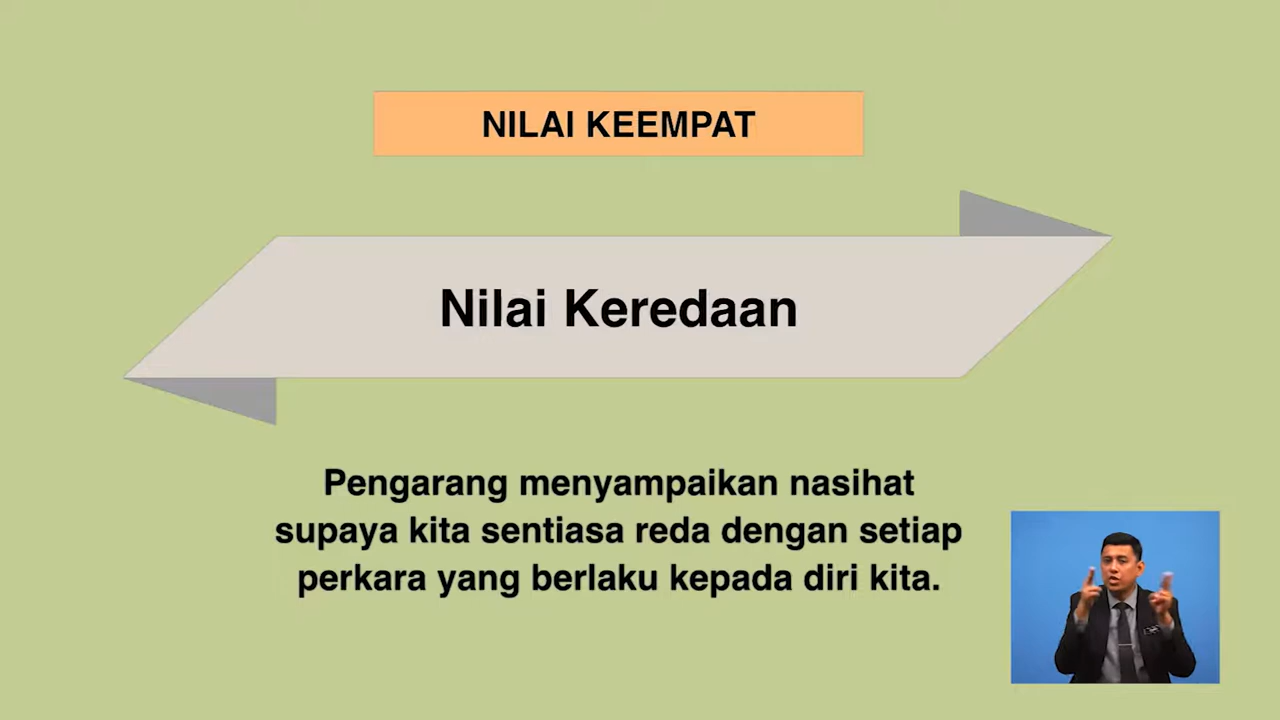 NILAI KEEMPAT
Nilai Keredaan
Pengarang menyampaikan nasihat
supaya kita sentiasa reda dengan setiap
perkara yang berlaku kepada diri kita.